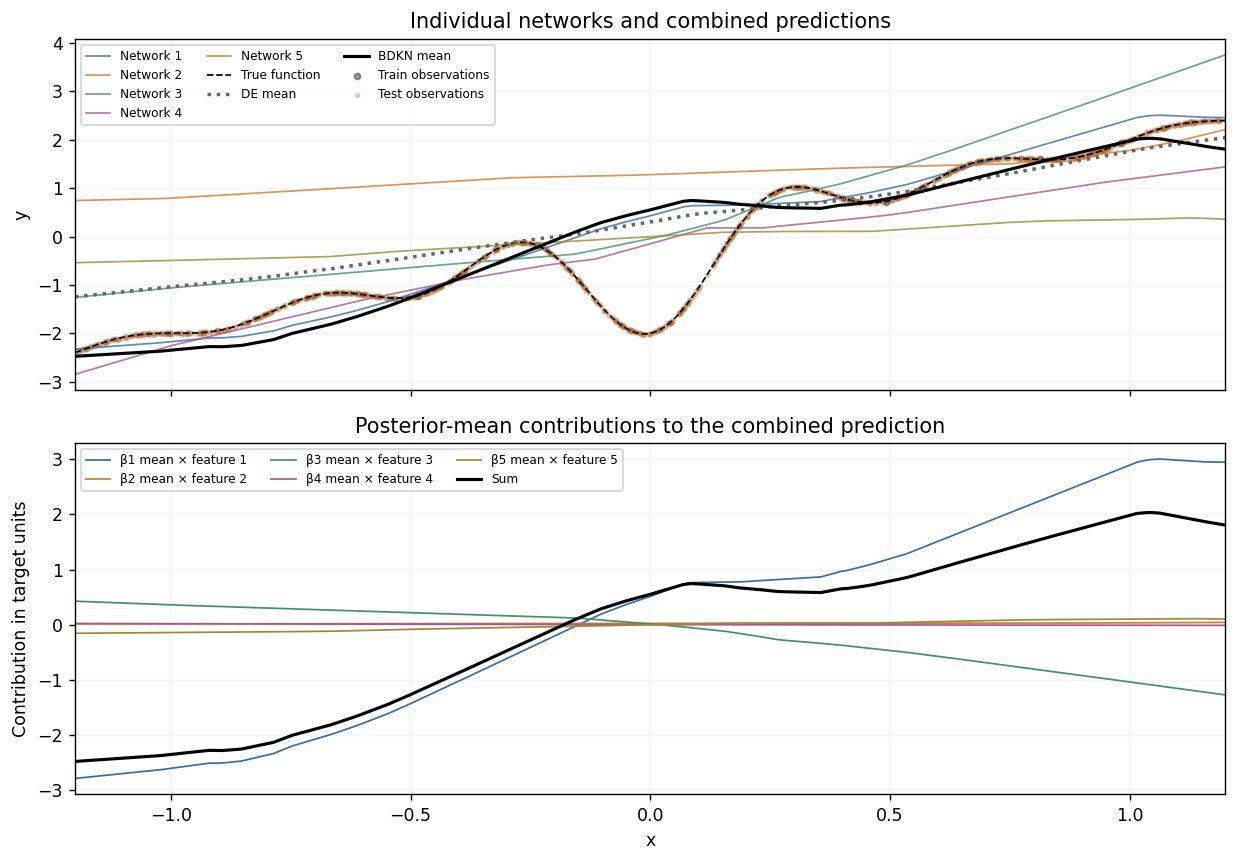 Individual networks and combined predictions
Network 1
Network 2
Network 3
Network 4
Network 5
True function
DE mean
BDKN mean
Train observations
Test observations
y
4
3
2
1
0
−1
−2
−3
Posterior-mean contributions to the combined prediction
β1 mean × feature 1
β2 mean × feature 2
β3 mean × feature 3
β4 mean × feature 4
β5 mean × feature 5
Sum
Contribution in target units
3
2
1
0
−1
−2
−3
−1.0 −0.5 0.0 0.5 1.0
x